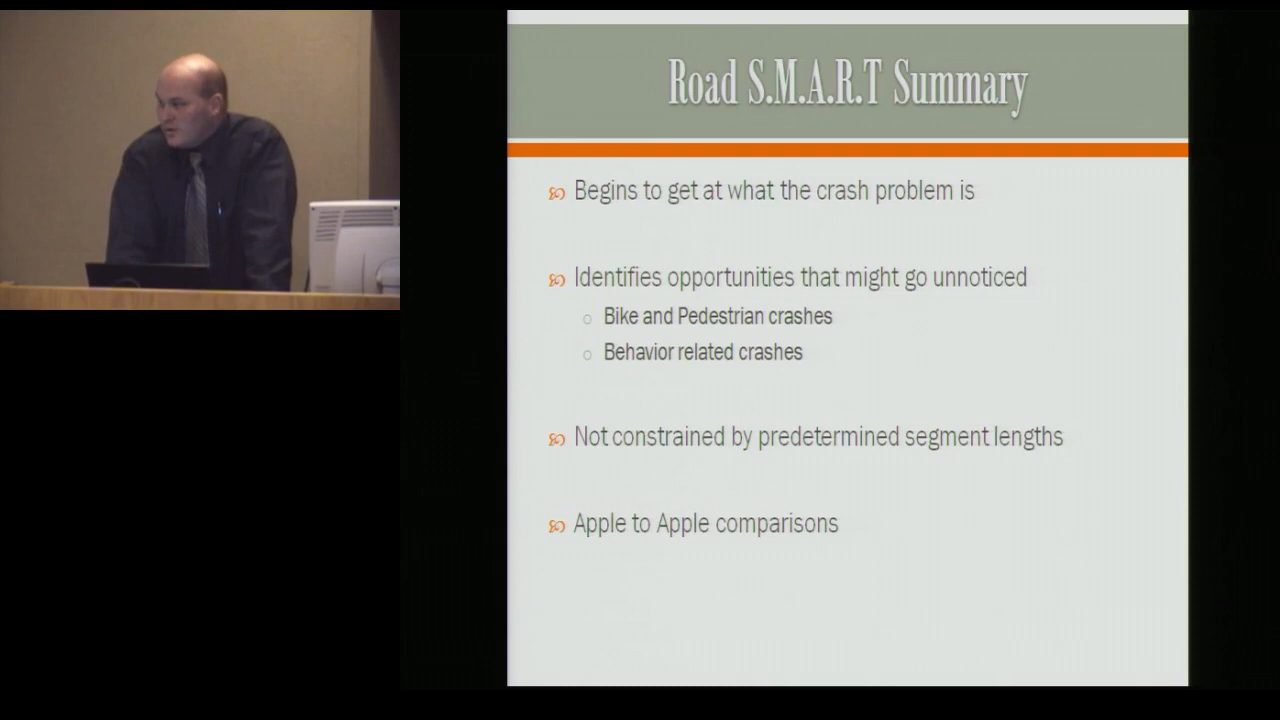 Road S.M.A.R.T Summary
Begins to get at what the crash problem is
Identifies opportunities that might go unnoticed
Bike and Pedestrian crashes
Behavior related crashes
Not constrained by predetermined segment lengths
Apple to Apple comparisons